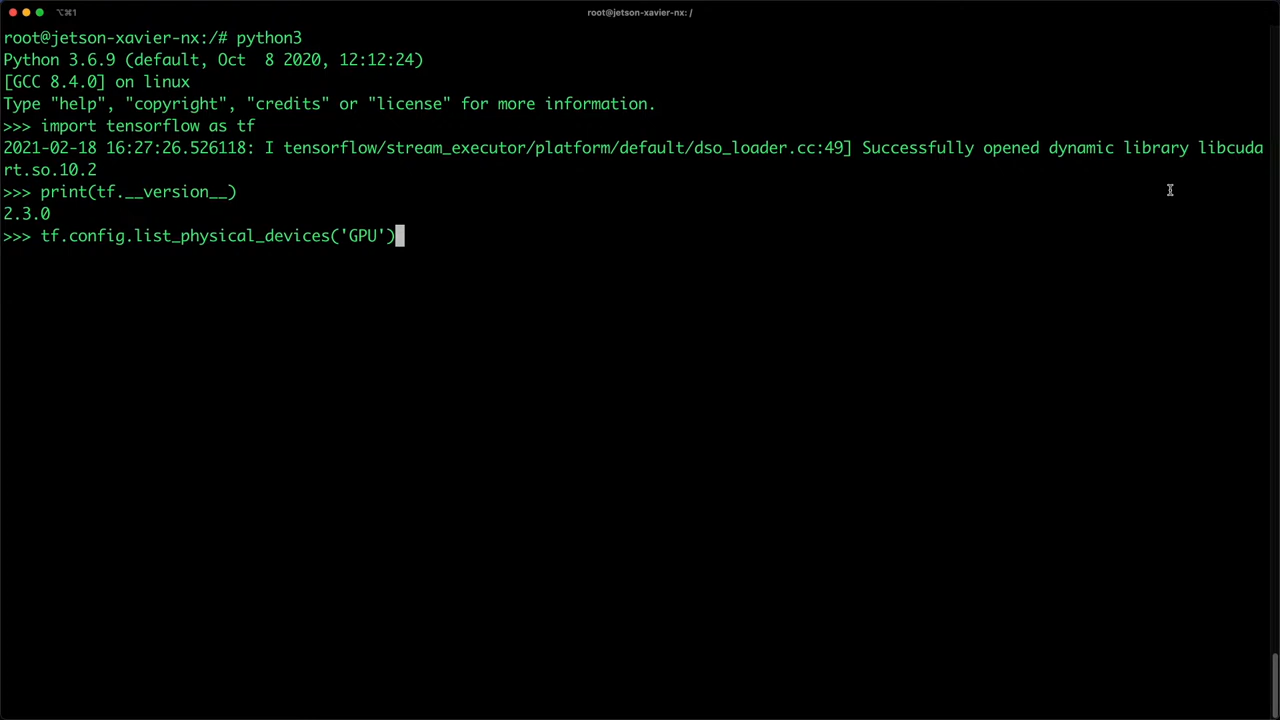 ⌥⌘1
root@jetson-xavier-nx: /
root@jetson-xavier-nx:/# python3
Python 3.6.9 (default, Oct  8 2020, 12:12:24)
[GCC 8.4.0] on linux
Type "help", "copyright", "credits" or "license" for more information.
>>> import tensorflow as tf
2021-02-18 16:27:26.526118: I tensorflow/stream_executor/platform/default/dso_loader.cc:49] Successfully opened dynamic library libcuda
rt.so.10.2
>>> print(tf.__version__)
2.3.0
>>> tf.config.list_physical_devices('GPU')